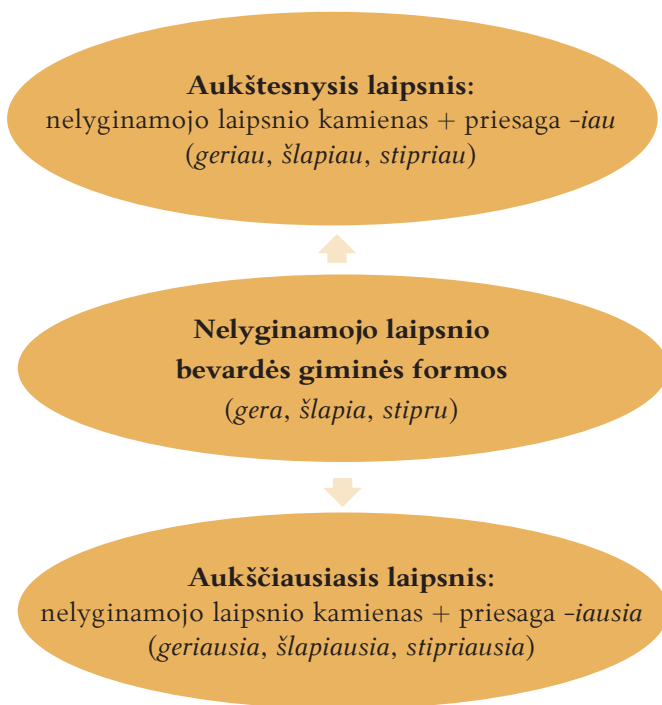 Aukštesnysis laipsnis:
nelyginamojo laipsnio kamienas + priesaga -iau
(geriau, šlapiau, stipriau)
Nelyginamojo laipsnio
bevardės giminės formos
(gera, šlapia, stipru)
Aukščiausiasis laipsnis:
nelyginamojo laipsnio kamienas + priesaga -iausia
(geriausia, šlapiausia, stipriausia)